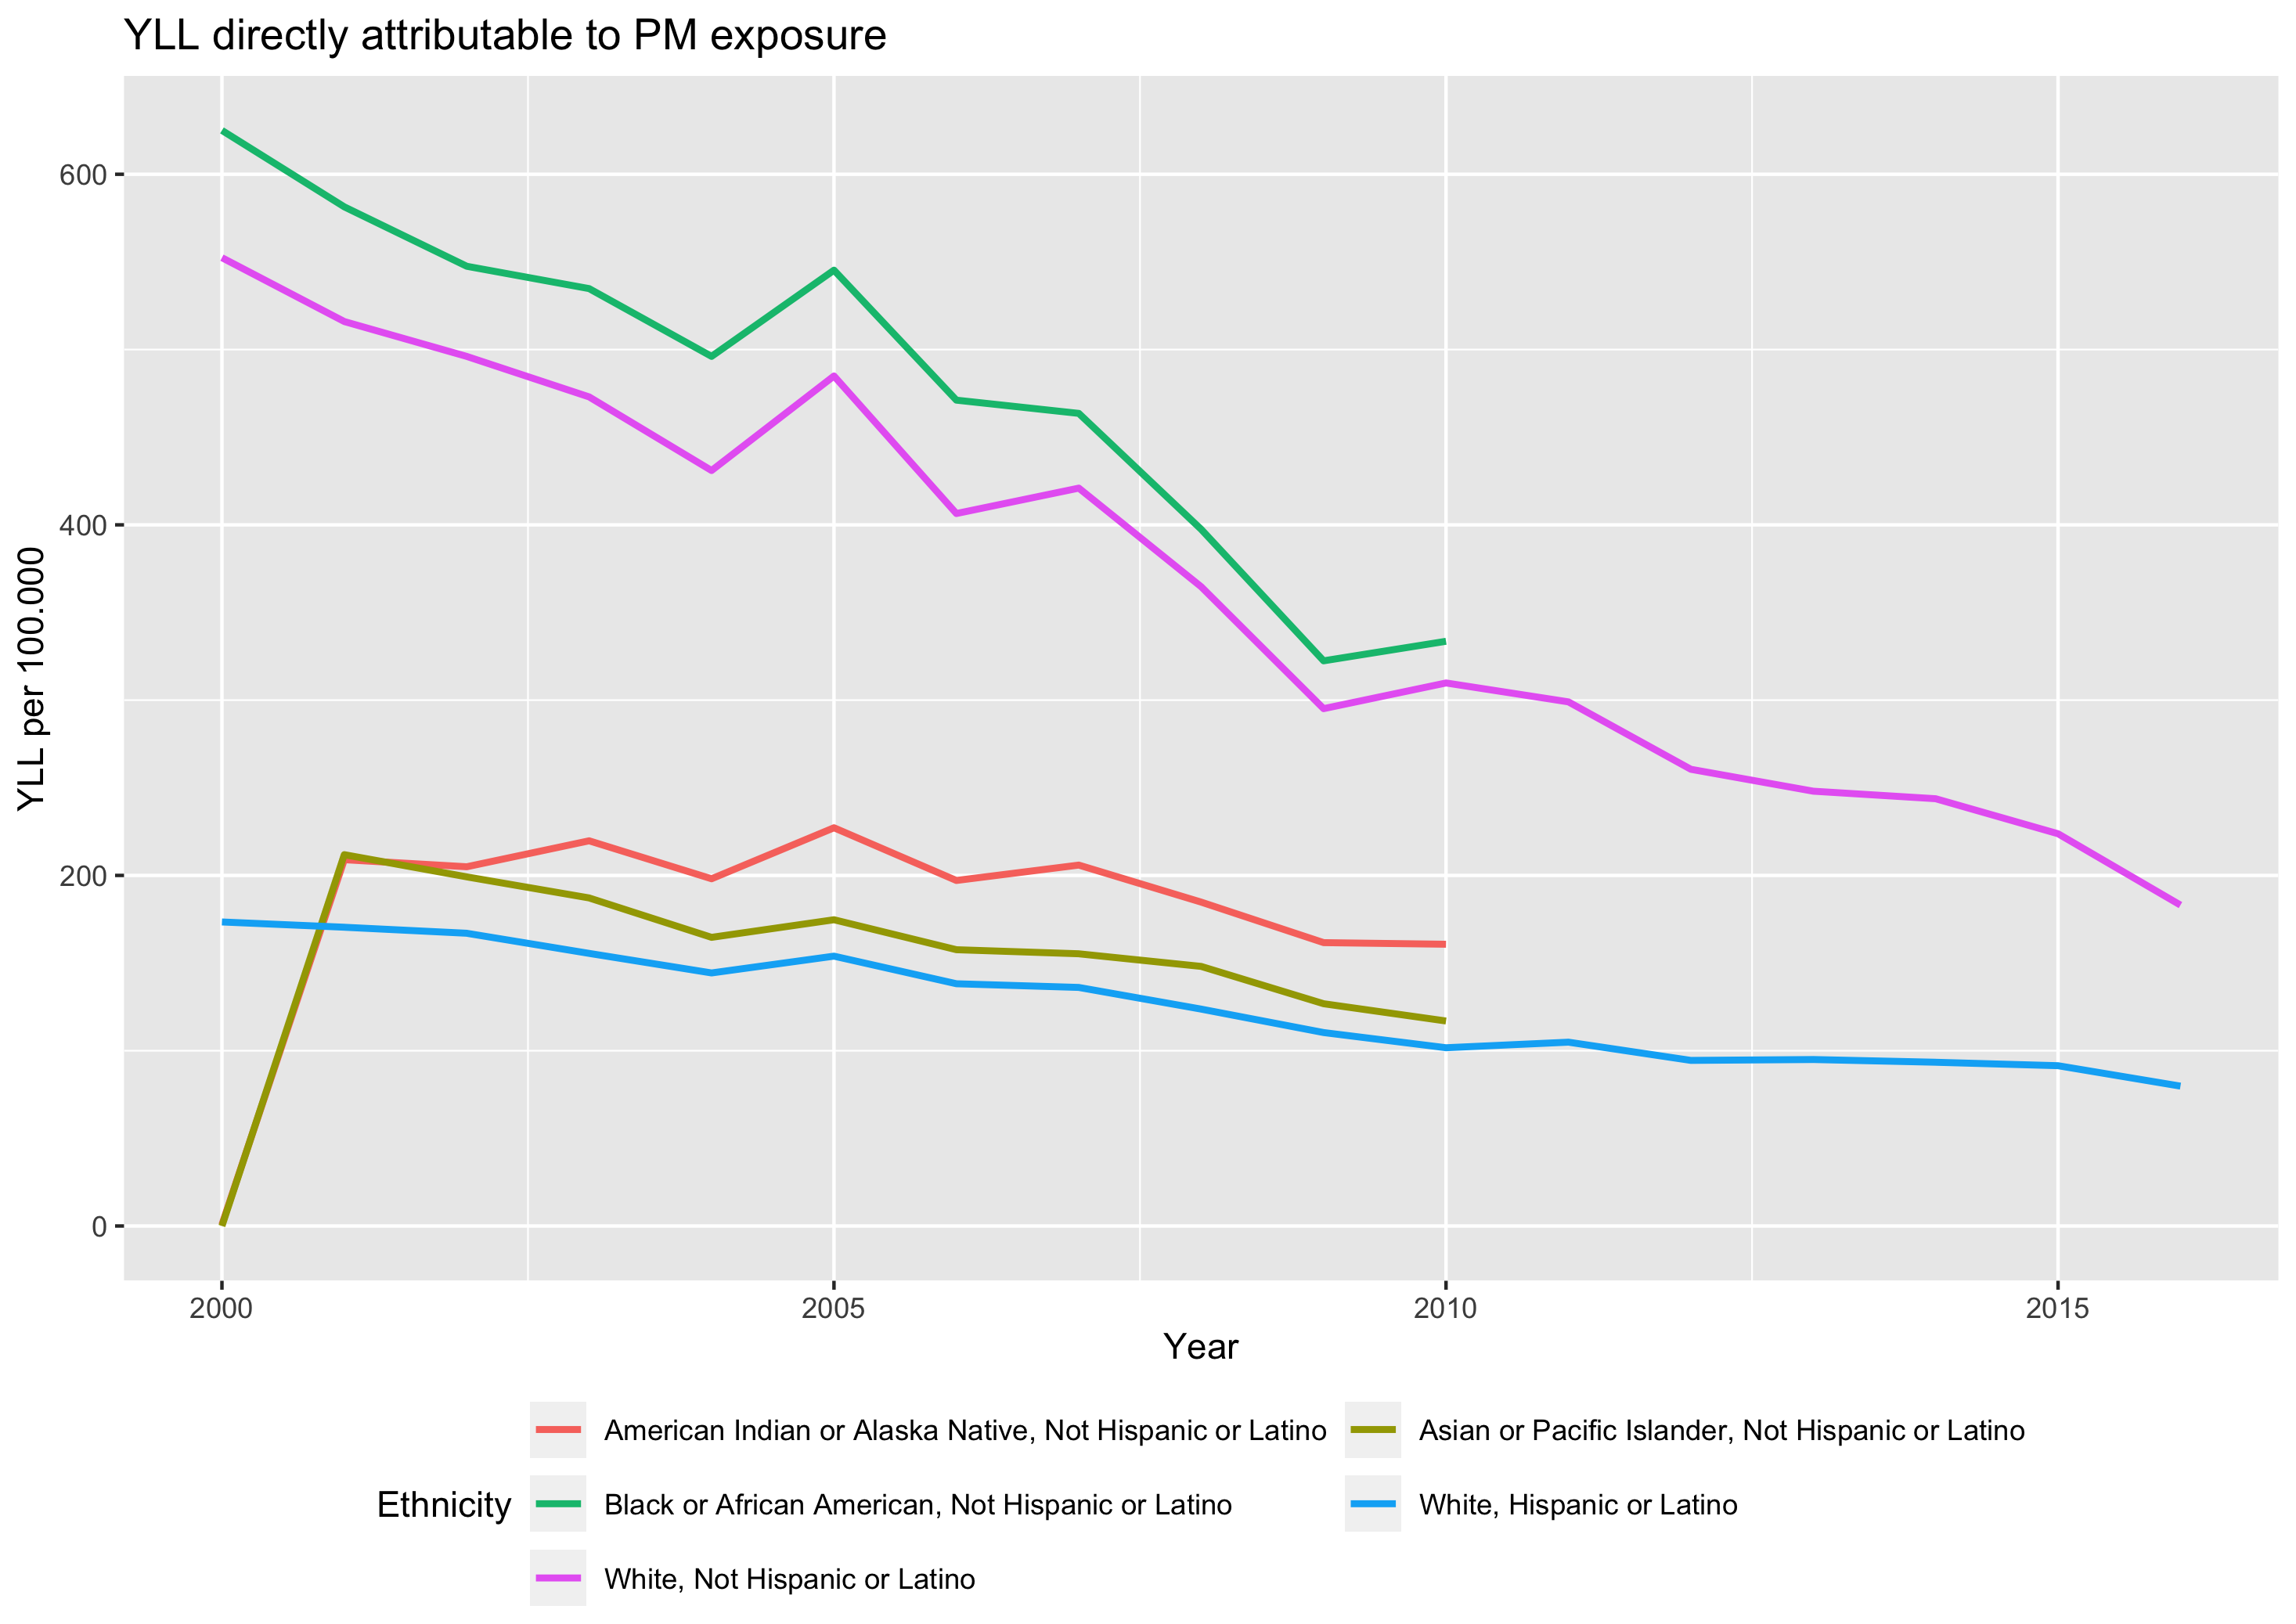 YLL directly attributable to PM exposure
YLL per 100.000
600
400
200
0
2000
2005
2010
2015
Year
Ethnicity
American Indian or Alaska Native, Not Hispanic or Latino
Asian or Pacific Islander, Not Hispanic or Latino
Black or African American, Not Hispanic or Latino
White, Hispanic or Latino
White, Not Hispanic or Latino